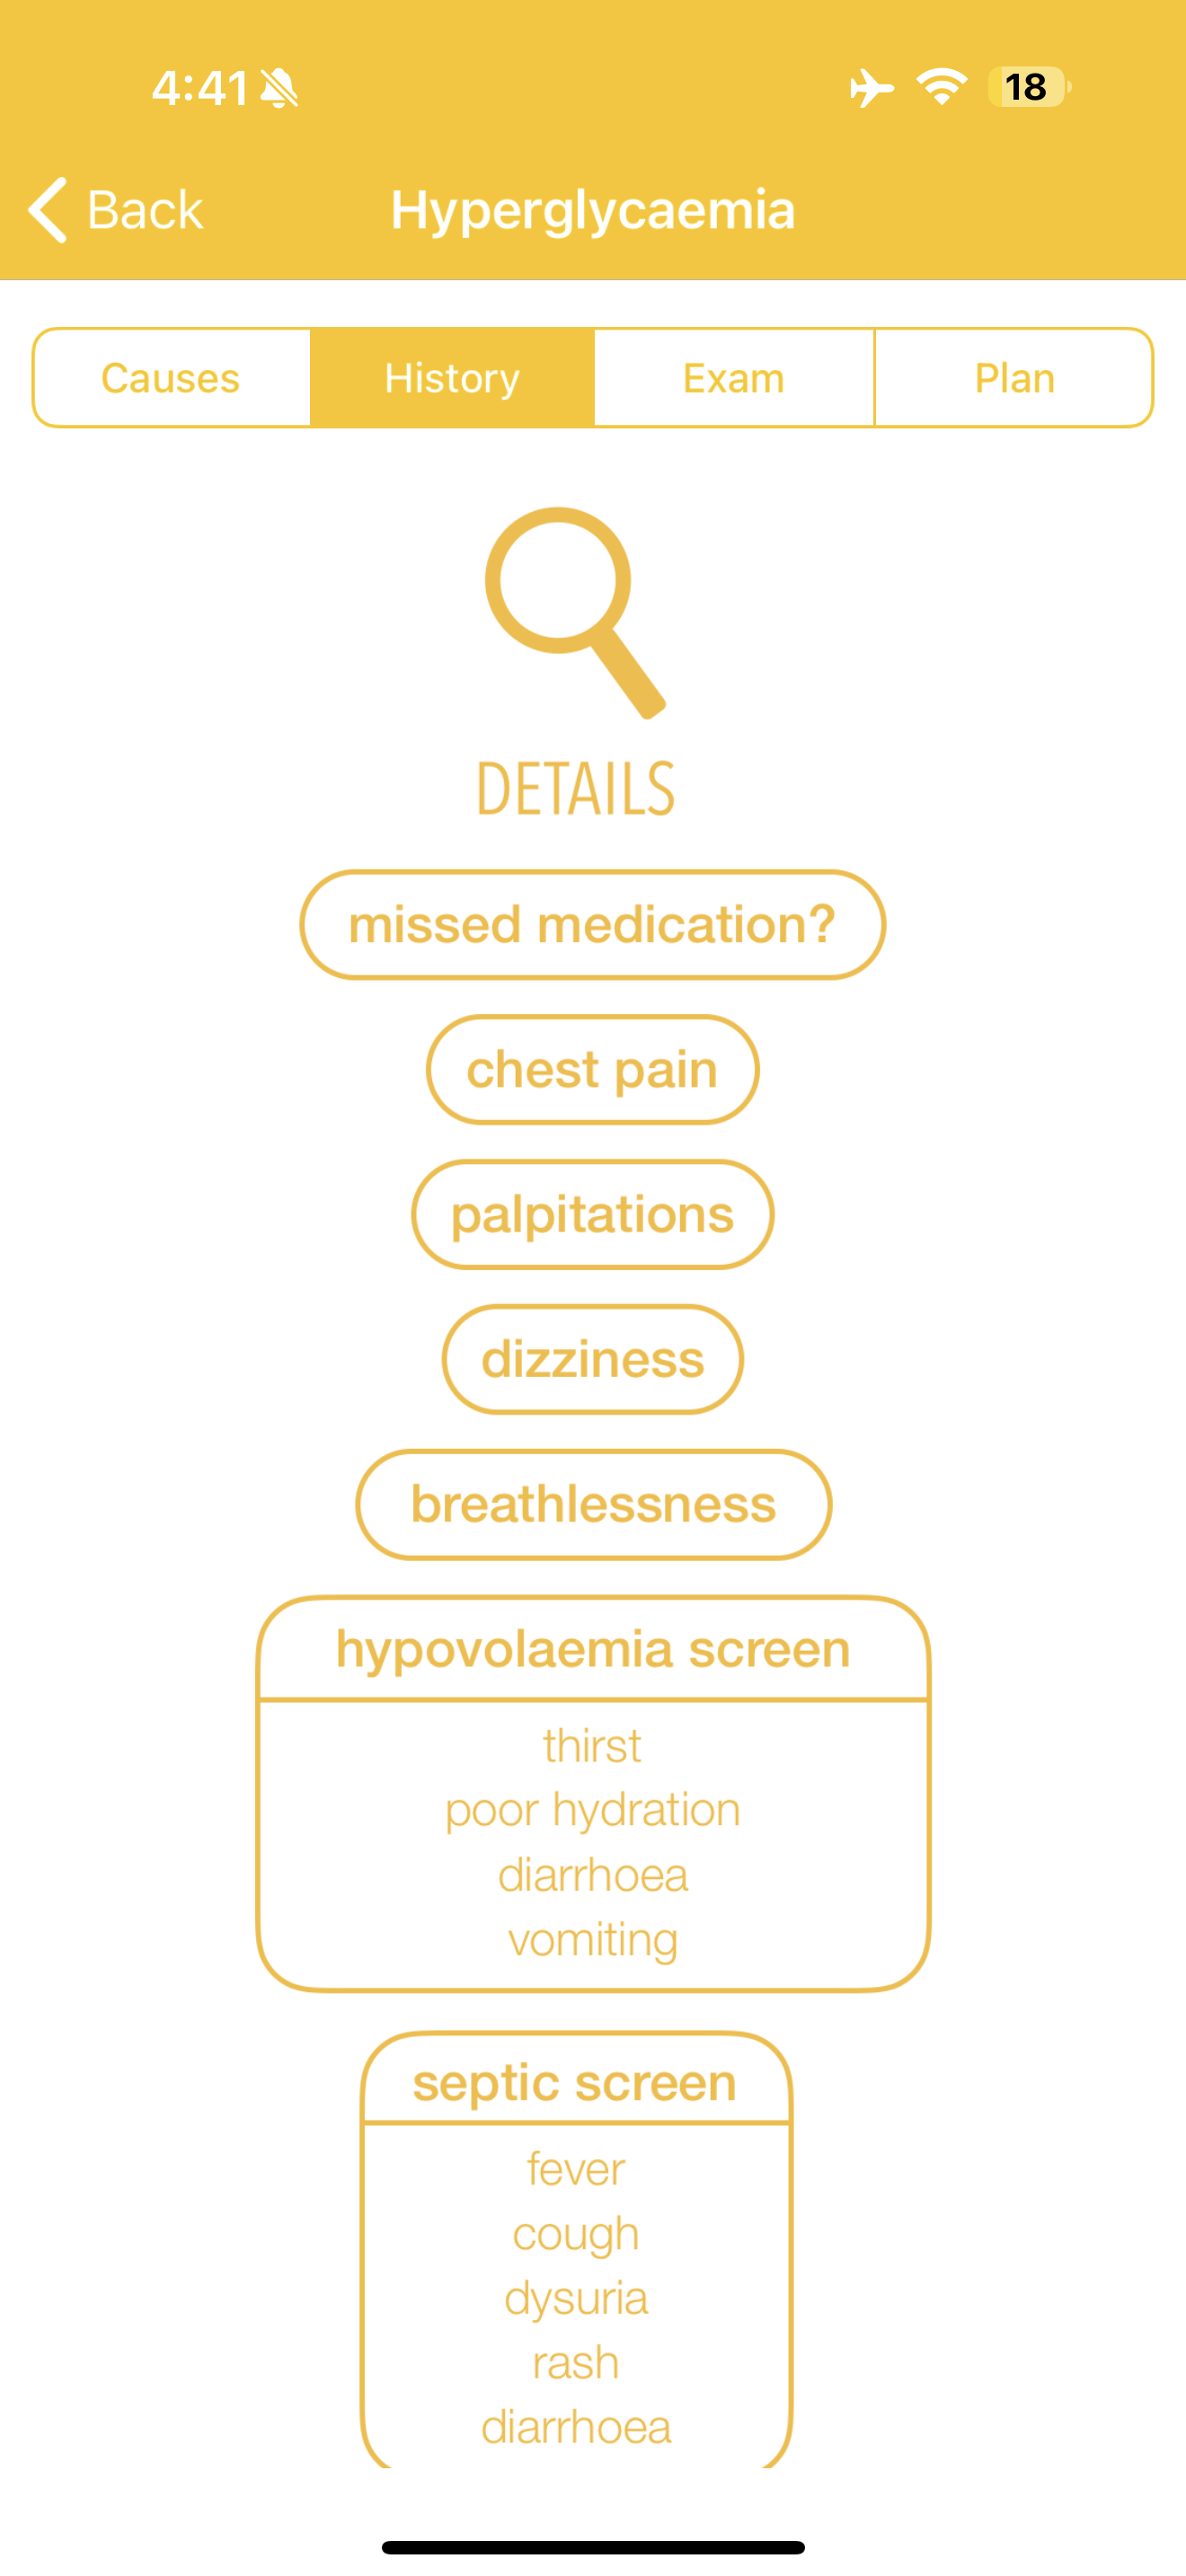 4:41
18
Back
Hyperglycaemia
Causes
History
Exam
Plan
DETAILS
missed medication?
chest pain
palpitations
dizziness
breathlessness
hypovolaemia screen
thirst
poor hydration
diarrhoea
vomiting
septic screen
fever
cough
dysuria
rash
diarrhoea